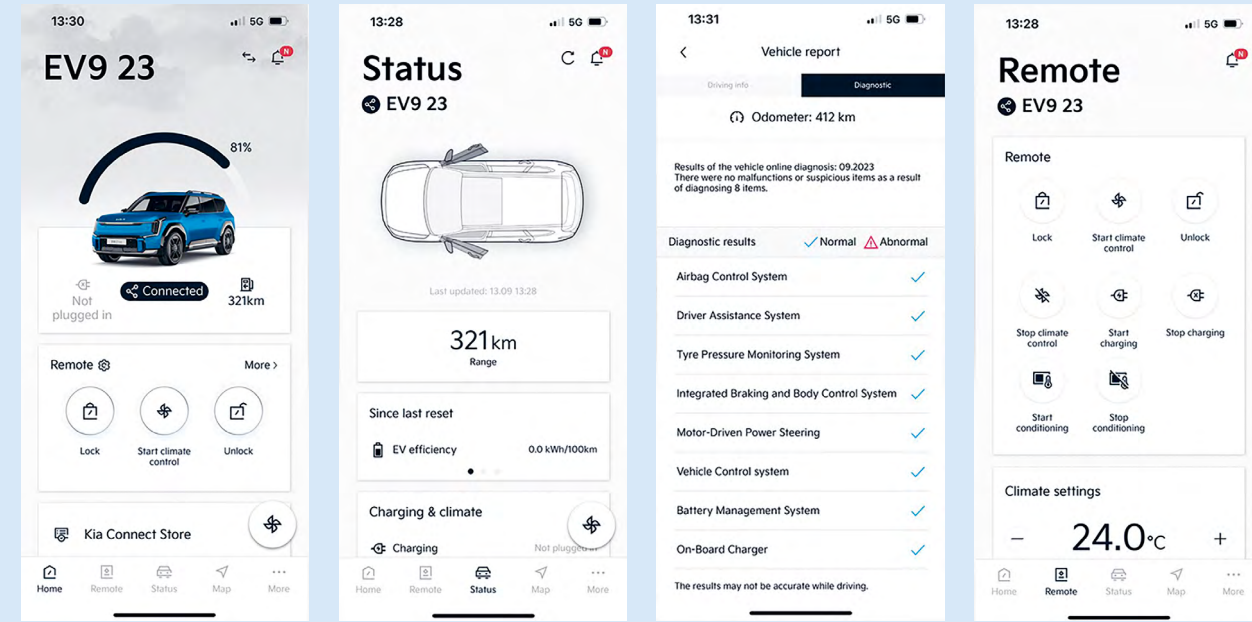 13:30
5G
EV9 23
N
81%
Not
plugged in
Connected
321km
Remote
More >
Lock
Start climate
control
Unlock
Kia Connect Store
Home
Remote
Status
Map
More
13:28
5G
Status
N
EV9 23
Last updated: 13.09 13:28
321 km
Range
Since last reset
EV efficiency
0.0 kWh/100km
Charging & climate
Charging
Not plugged in
Home
Remote
Status
Map
More
13:31
5G
Vehicle report
Driving info
Diagnostic
Odometer: 412 km
Results of the vehicle online diagnosis: 09.2023
There were no malfunctions or suspicious items as a result
of diagnosing 8 items.
Diagnostic results
Normal
Abnormal
Airbag Control System
Driver Assistance System
Tyre Pressure Monitoring System
Integrated Braking and Body Control System
Motor-Driven Power Steering
Vehicle Control system
Battery Management System
On-Board Charger
The results may not be accurate while driving.
13:28
5G
Remote
N
EV9 23
Remote
Lock
Start climate
control
Unlock
Stop climate
control
Start
charging
Stop charging
Start
conditioning
Stop
conditioning
Climate settings
− 24.0°C +
Home
Remote
Status
Map
More